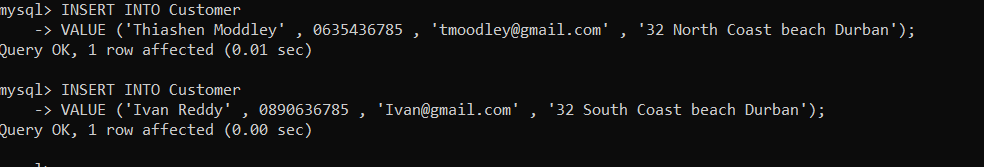 mysql> INSERT INTO Customer
-> VALUE ('Thiashen Moddley' , 0635436785 , 'tmoodley@gmail.com' , '32 North Coast beach Durban');
Query OK, 1 row affected (0.01 sec)
mysql> INSERT INTO Customer
-> VALUE ('Ivan Reddy' , 0890636785 , 'Ivan@gmail.com' , '32 South Coast beach Durban');
Query OK, 1 row affected (0.00 sec)